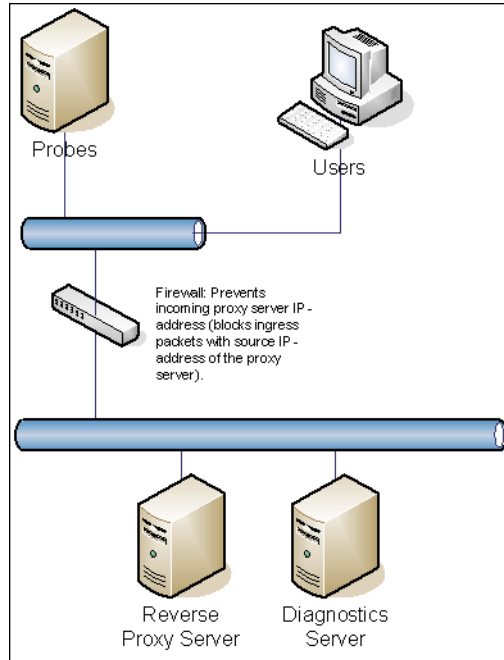 Probes
Users
Firewall: Prevents
incoming proxy server IP -
address (blocks ingress
packets with source IP -
address of the proxy
server).
Reverse
Proxy Server
Diagnostics
Server